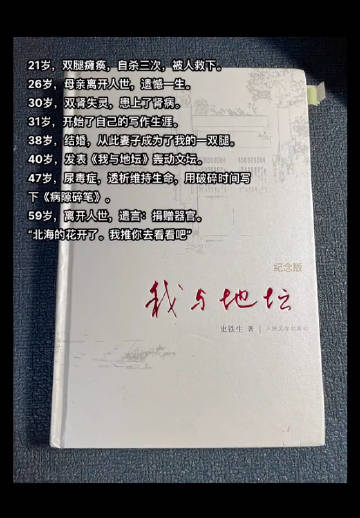 21岁，双腿瘫痪，自杀三次，被人救下。
26岁，母亲离开人世，遗憾一生。
30岁，双肾失灵，患上了肾病。
31岁，开始了自己的写作生涯。
38岁，结婚，从此妻子成为了我的一双腿。
40岁，发表《我与地坛》轰动文坛。
47岁，尿毒症，透析维持生命，用破碎时间写
下《病隙碎笔》。
59岁，离开人世，遗言：捐赠器官。
“北海的花开了。我推你去看看吧”
纪念版
我与地坛
史铁生 著 | 人民文学出版社